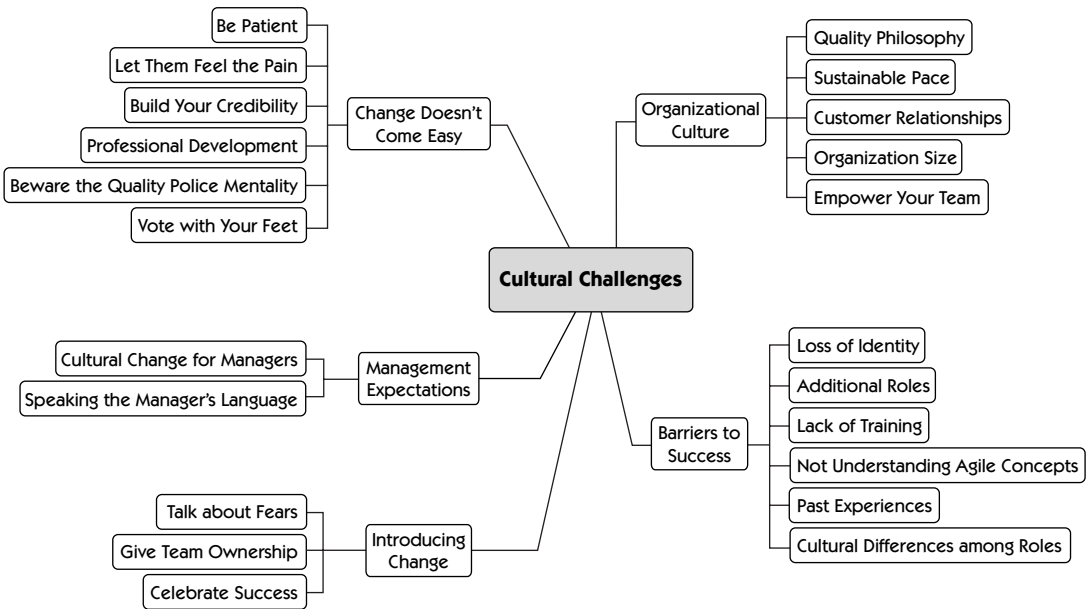 Cultural Challenges
Change Doesn't
Come Easy
Be Patient
Let Them Feel the Pain
Build Your Credibility
Professional Development
Beware the Quality Police Mentality
Vote with Your Feet
Management
Expectations
Cultural Change for Managers
Speaking the Manager's Language
Introducing
Change
Talk about Fears
Give Team Ownership
Celebrate Success
Organizational
Culture
Quality Philosophy
Sustainable Pace
Customer Relationships
Organization Size
Empower Your Team
Barriers to
Success
Loss of Identity
Additional Roles
Lack of Training
Not Understanding Agile Concepts
Past Experiences
Cultural Differences among Roles